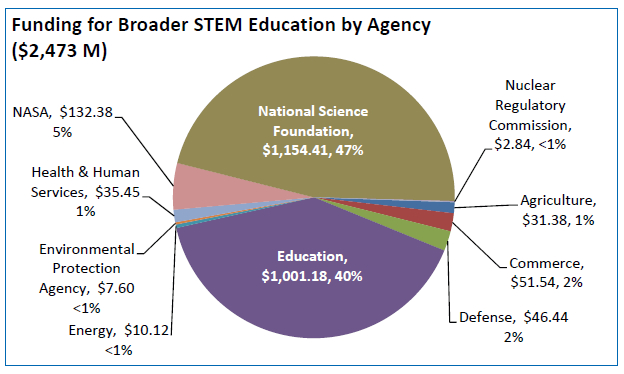 Funding for Broader STEM Education by Agency
($2,473 M)
National Science
Foundation,
$1,154.41, 47%
Nuclear
Regulatory
Commission,
$2.84, <1%
Agriculture,
$31.38, 1%
Commerce,
$51.54, 2%
Defense, $46.44
2%
Education,
$1,001.18, 40%
Energy, $10.12
<1%
Environmental
Protection
Agency, $7.60
<1%
Health & Human
Services, $35.45
1%
NASA, $132.38
5%